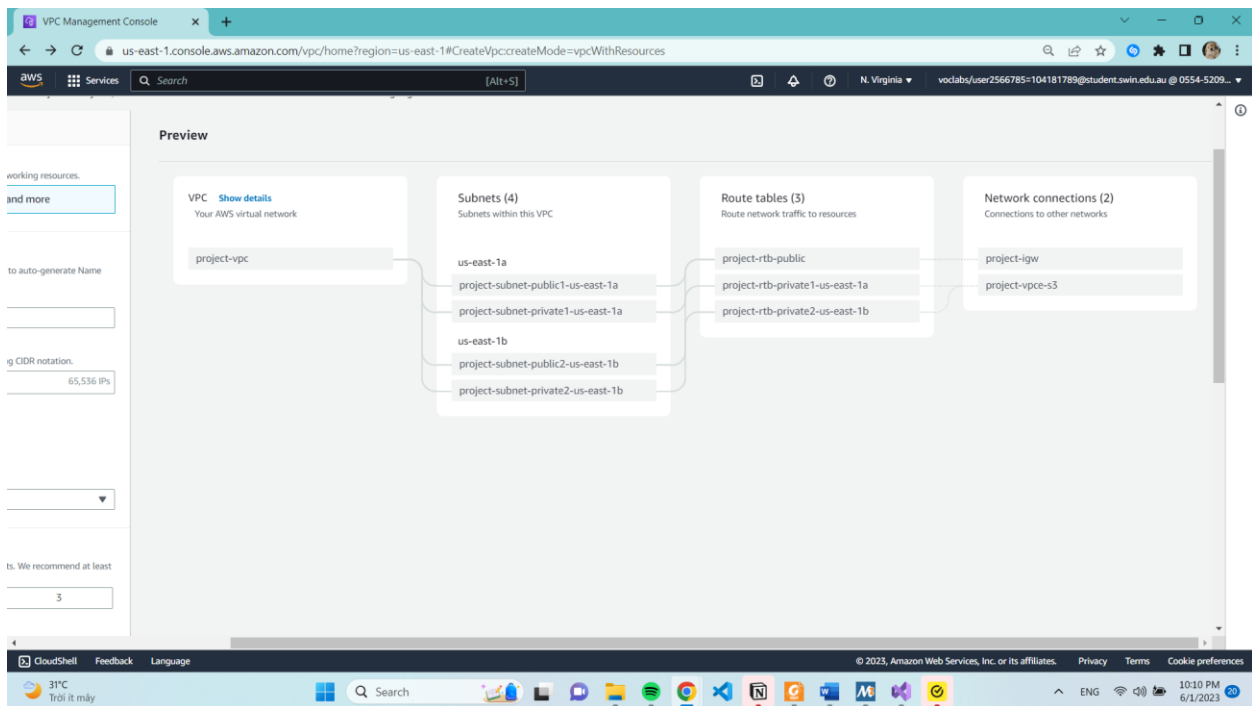 VPC Management Console
us-east-1.console.aws.amazon.com/vpc/home?region=us-east-1#CreateVpc:createMode=vpcWithResources
aws
Services
Search
[Alt+S]
N. Virginia
voclabs/user2566785=104181789@student.swin.edu.au @ 0554-5209...
Preview
working resources.
and more
to auto-generate Name
ng CIDR notation.
65,536 IPs
ts. We recommend at least
3
VPC Show details
Your AWS virtual network
project-vpc
Subnets (4)
Subnets within this VPC
us-east-1a
project-subnet-public1-us-east-1a
project-subnet-private1-us-east-1a
us-east-1b
project-subnet-public2-us-east-1b
project-subnet-private2-us-east-1b
Route tables (3)
Route network traffic to resources
project-rtb-public
project-rtb-private1-us-east-1a
project-rtb-private2-us-east-1b
Network connections (2)
Connections to other networks
project-igw
project-vpce-s3
CloudShell Feedback Language
© 2023, Amazon Web Services, Inc. or its affiliates. Privacy Terms Cookie preferences
31°C
Trời ít mây
Search
ENG
10:10 PM
6/1/2023
20